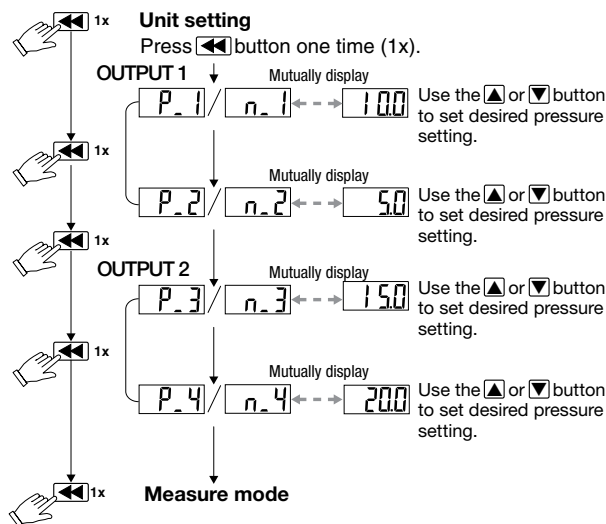 1x Unit setting
Press ◀◀ button one time (1x).
OUTPUT 1 Mutually display
P_1 / n_1 10.0 Use the ▲ or ▼ button
to set desired pressure
setting.
1x
Mutually display
P_2 / n_2 5.0 Use the ▲ or ▼ button
to set desired pressure
setting.
1x
OUTPUT 2 Mutually display
P_3 / n_3 15.0 Use the ▲ or ▼ button
to set desired pressure
setting.
1x
Mutually display
P_4 / n_4 20.0 Use the ▲ or ▼ button
to set desired pressure
setting.
1x Measure mode